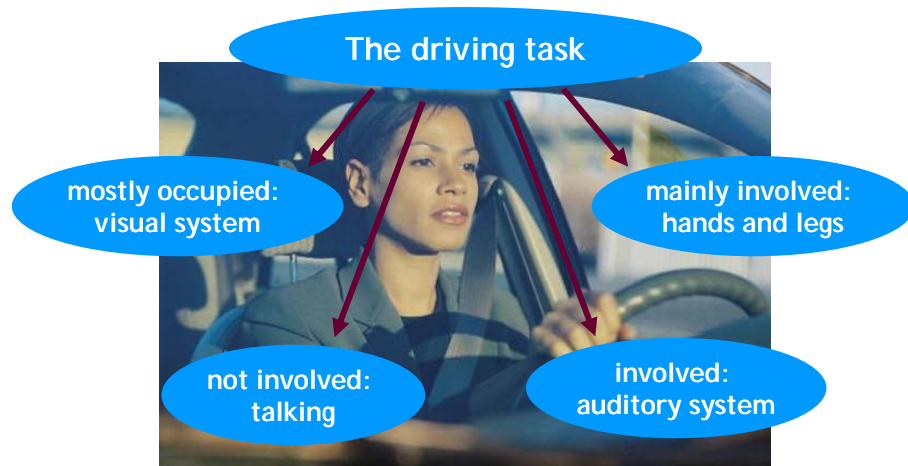 The driving task
mostly occupied:
visual system
mainly involved:
hands and legs
not involved:
talking
involved:
auditory system